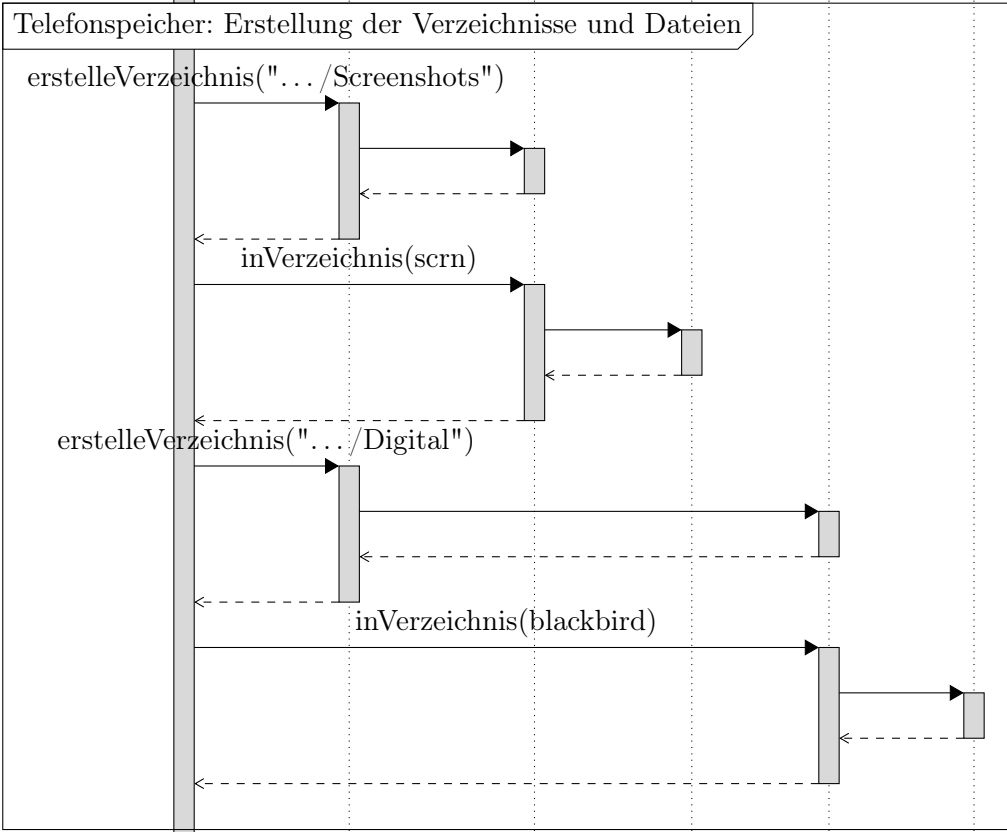 Telefonspeicher: Erstellung der Verzeichnisse und Dateien
erstelleVerzeichnis(". . . /Screenshots")
inVerzeichnis(scrn)
erstelleVerzeichnis(". . . /Digital")
inVerzeichnis(blackbird)